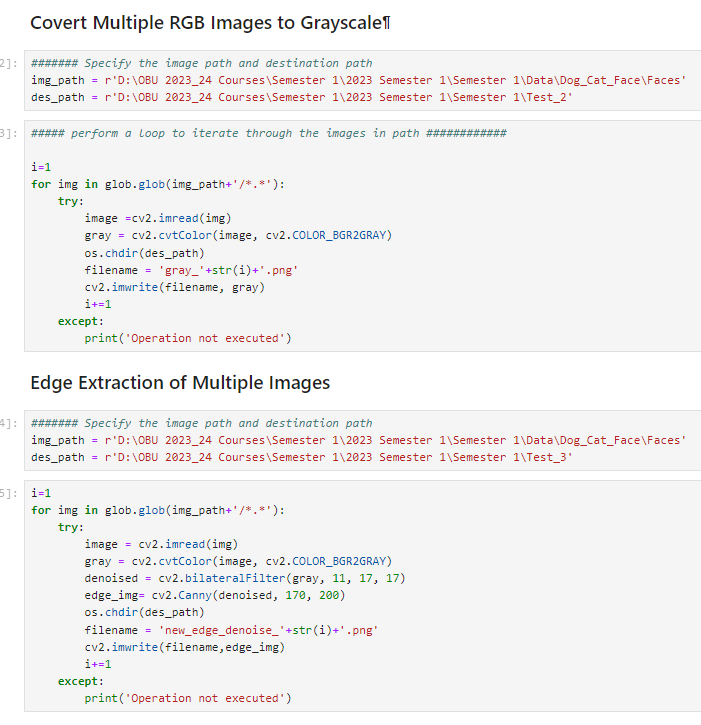 Covert Multiple RGB Images to Grayscale¶
2]:
####### Specify the image path and destination path
img_path = r'D:\OBU 2023_24 Courses\Semester 1\2023 Semester 1\Semester 1\Data\Dog_Cat_Face\Faces'
des_path = r'D:\OBU 2023_24 Courses\Semester 1\2023 Semester 1\Semester 1\Test_2'
3]:
##### perform a loop to iterate through the images in path ############
i=1
for img in glob.glob(img_path+'/*.*'):
    try:
        image =cv2.imread(img)
        gray = cv2.cvtColor(image, cv2.COLOR_BGR2GRAY)
        os.chdir(des_path)
        filename = 'gray_'+str(i)+'.png'
        cv2.imwrite(filename, gray)
        i+=1
    except:
        print('Operation not executed')
Edge Extraction of Multiple Images
4]:
####### Specify the image path and destination path
img_path = r'D:\OBU 2023_24 Courses\Semester 1\2023 Semester 1\Semester 1\Data\Dog_Cat_Face\Faces'
des_path = r'D:\OBU 2023_24 Courses\Semester 1\2023 Semester 1\Semester 1\Test_3'
5]:
i=1
for img in glob.glob(img_path+'/*.*'):
    try:
        image = cv2.imread(img)
        gray = cv2.cvtColor(image, cv2.COLOR_BGR2GRAY)
        denoised = cv2.bilateralFilter(gray, 11, 17, 17)
        edge_img= cv2.Canny(denoised, 170, 200)
        os.chdir(des_path)
        filename = 'new_edge_denoise_'+str(i)+'.png'
        cv2.imwrite(filename,edge_img)
        i+=1
    except:
        print('Operation not executed')